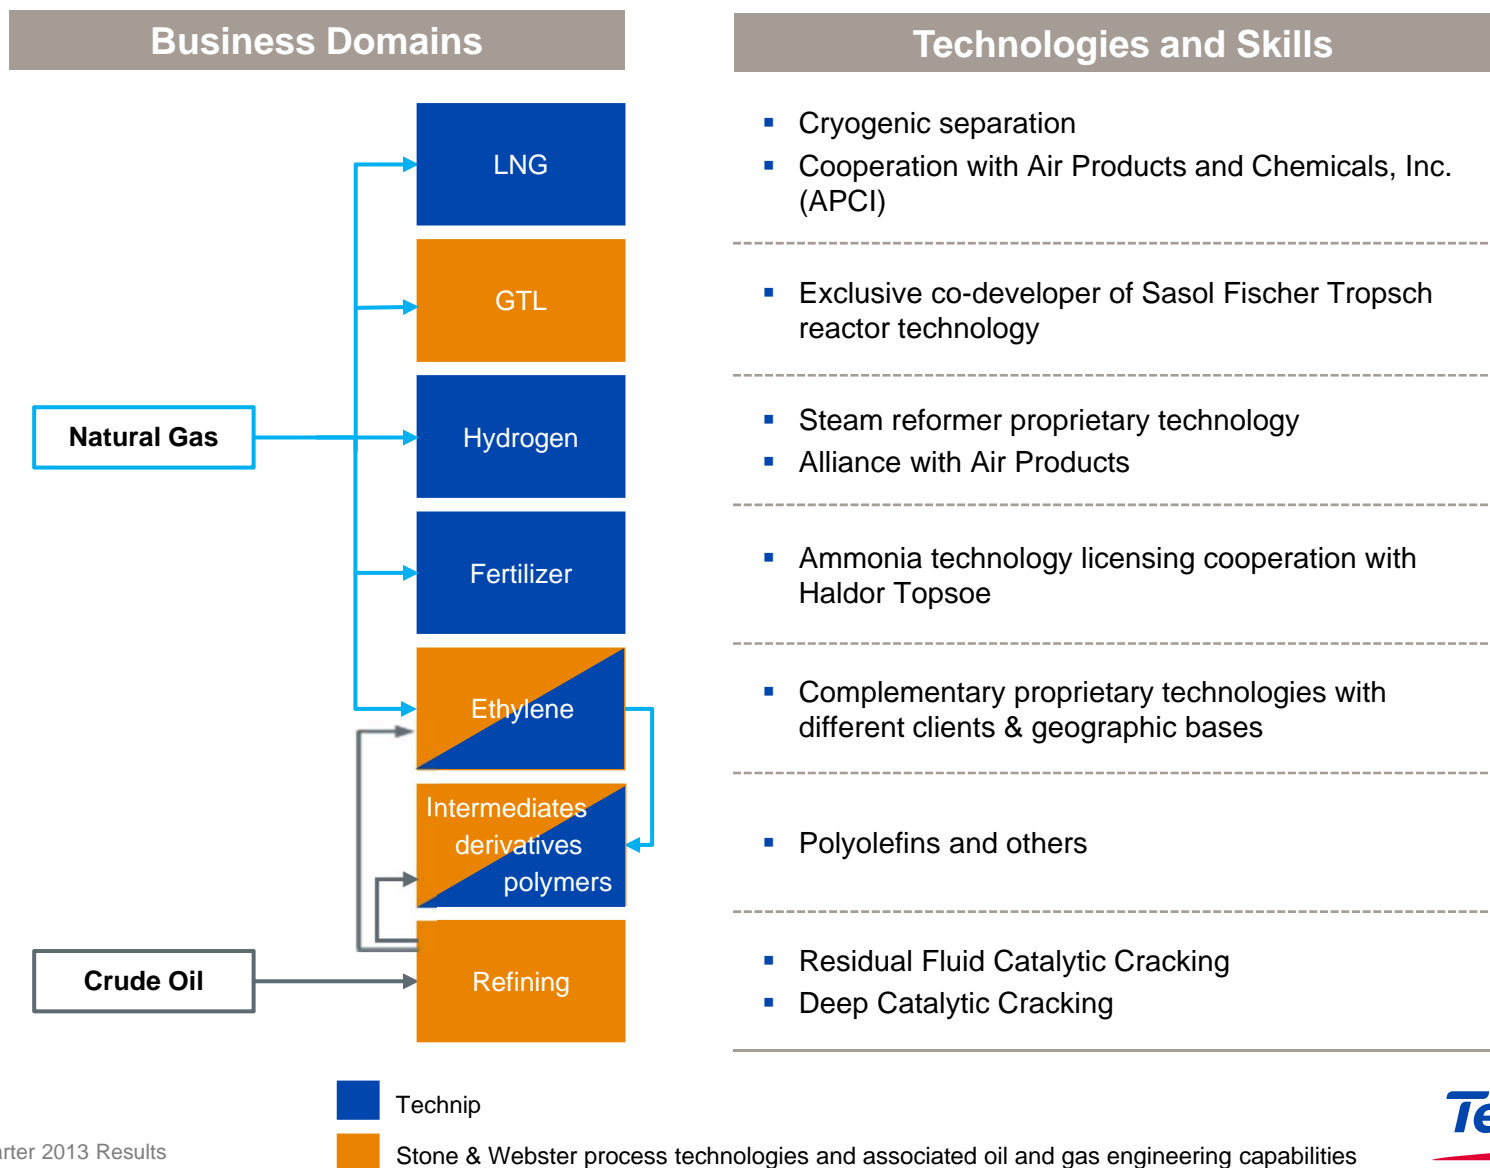 Business Domains
Technologies and Skills
LNG
▪ Cryogenic separation
▪ Cooperation with Air Products and Chemicals, Inc.
(APCI)
GTL
▪ Exclusive co-developer of Sasol Fischer Tropsch
reactor technology
Natural Gas
Hydrogen
▪ Steam reformer proprietary technology
▪ Alliance with Air Products
Fertilizer
▪ Ammonia technology licensing cooperation with
Haldor Topsoe
Ethylene
▪ Complementary proprietary technologies with
different clients & geographic bases
Intermediates
derivatives
polymers
▪ Polyolefins and others
Crude Oil
Refining
▪ Residual Fluid Catalytic Cracking
▪ Deep Catalytic Cracking
Technip
Stone & Webster process technologies and associated oil and gas engineering capabilities
2013 Results